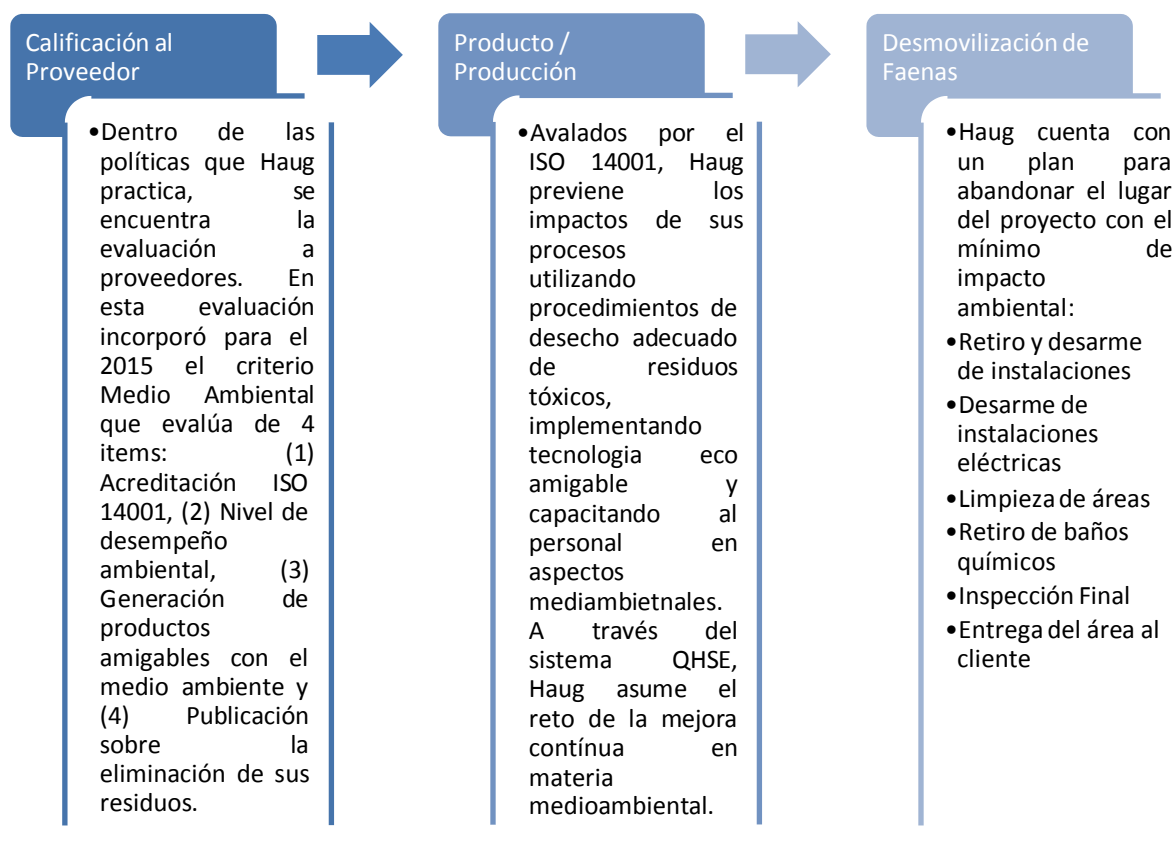 Calificación al
Proveedor
•Dentro de las
políticas que Haug
practica, se
encuentra la
evaluación a
proveedores. En
esta evaluación
incorporó para el
2015 el criterio
Medio Ambiental
que evalúa de 4
items: (1)
Acreditación ISO
14001, (2) Nivel de
desempeño
ambiental, (3)
Generación de
productos
amigables con el
medio ambiente y
(4) Publicación
sobre la
eliminación de sus
residuos.
Producto /
Producción
•Avalados por el
ISO 14001, Haug
previene los
impactos de sus
procesos
utilizando
procedimientos de
desecho adecuado
de residuos
tóxicos,
implementando
tecnologia eco
amigable y
capacitando al
personal en
aspectos
mediambietnales.
A través del
sistema QHSE,
Haug asume el
reto de la mejora
contínua en
materia
medioambiental.
Desmovilización de
Faenas
•Haug cuenta con
un plan para
abandonar el lugar
del proyecto con el
mínimo de
impacto
ambiental:
•Retiro y desarme
de instalaciones
•Desarme de
instalaciones
eléctricas
•Limpieza de áreas
•Retiro de baños
químicos
•Inspección Final
•Entrega del área al
cliente